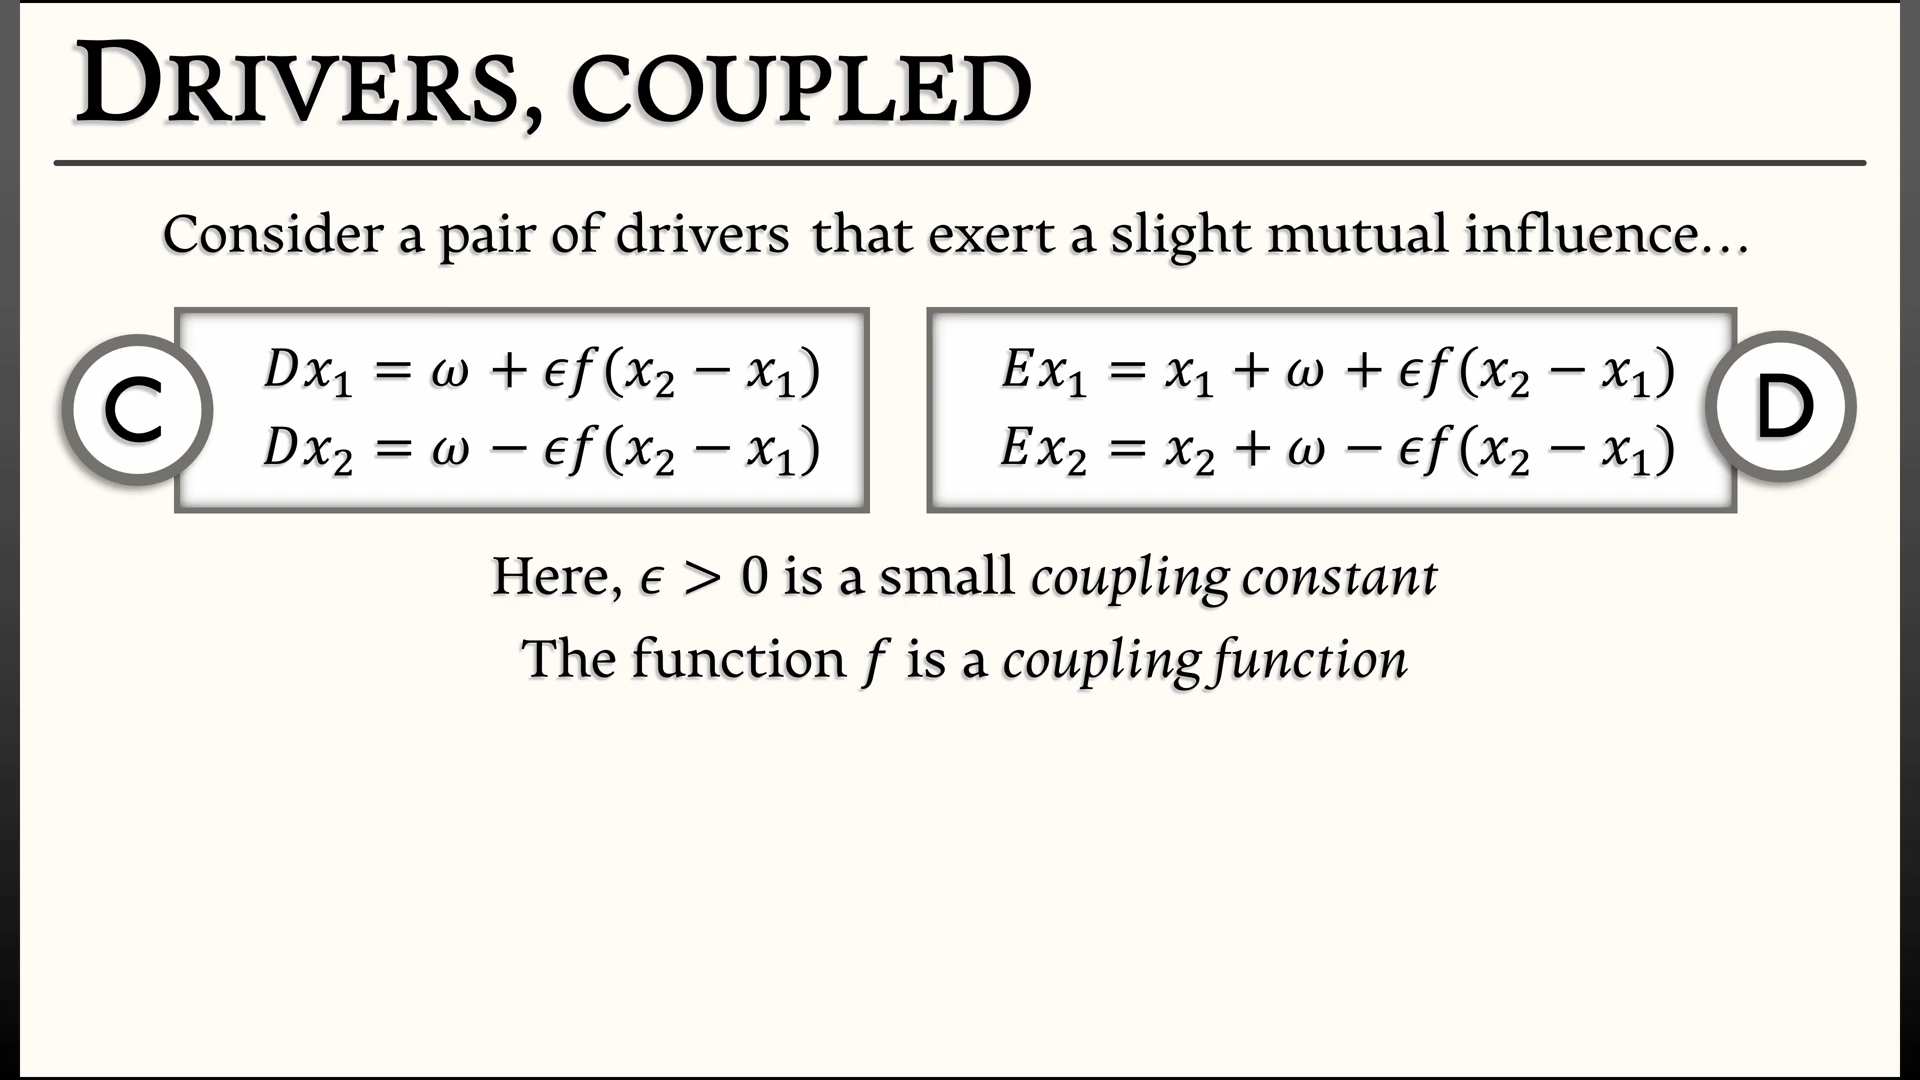 DRIVERS, COUPLED
Consider a pair of drivers that exert a slight mutual influence…
C
Dx₁ = ω + ϵf(x₂ − x₁)
Dx₂ = ω − ϵf(x₂ − x₁)
Ex₁ = x₁ + ω + ϵf(x₂ − x₁)
Ex₂ = x₂ + ω − ϵf(x₂ − x₁)
D
Here, ϵ > 0 is a small coupling constant
The function f is a coupling function